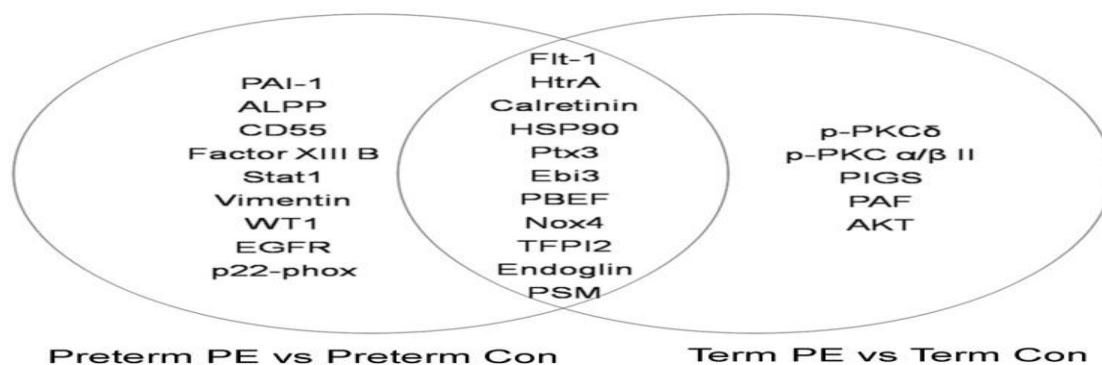 PAI-1
ALPP
CD55
Factor XIII B
Stat1
Vimentin
WT1
EGFR
p22-phox
Flt-1
HtrA
Calretinin
HSP90
Ptx3
Ebi3
PBEF
Nox4
TFPI2
Endoglin
PSM
p-PKCδ
p-PKC α/β II
PIGS
PAF
AKT
Preterm PE vs Preterm Con
Term PE vs Term Con